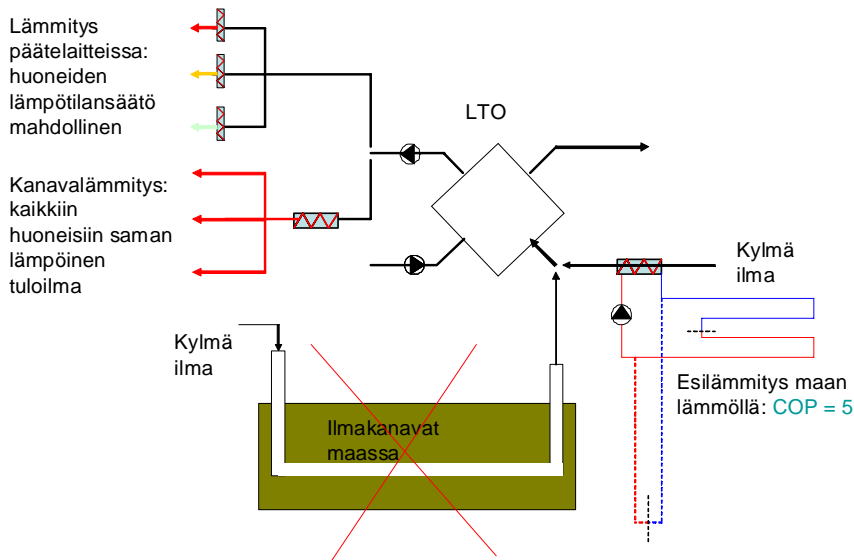 Lämmitys
päätelaitteissa:
huoneiden
lämpötilansäätö
mahdollinen
LTO
Kanavalämmitys:
kaikkiin
huoneisiin saman
lämpöinen
tuloilma
Kylmä
ilma
Kylmä
ilma
Esilämmitys maan
lämmöllä: COP = 5
Ilmakanavat
maassa